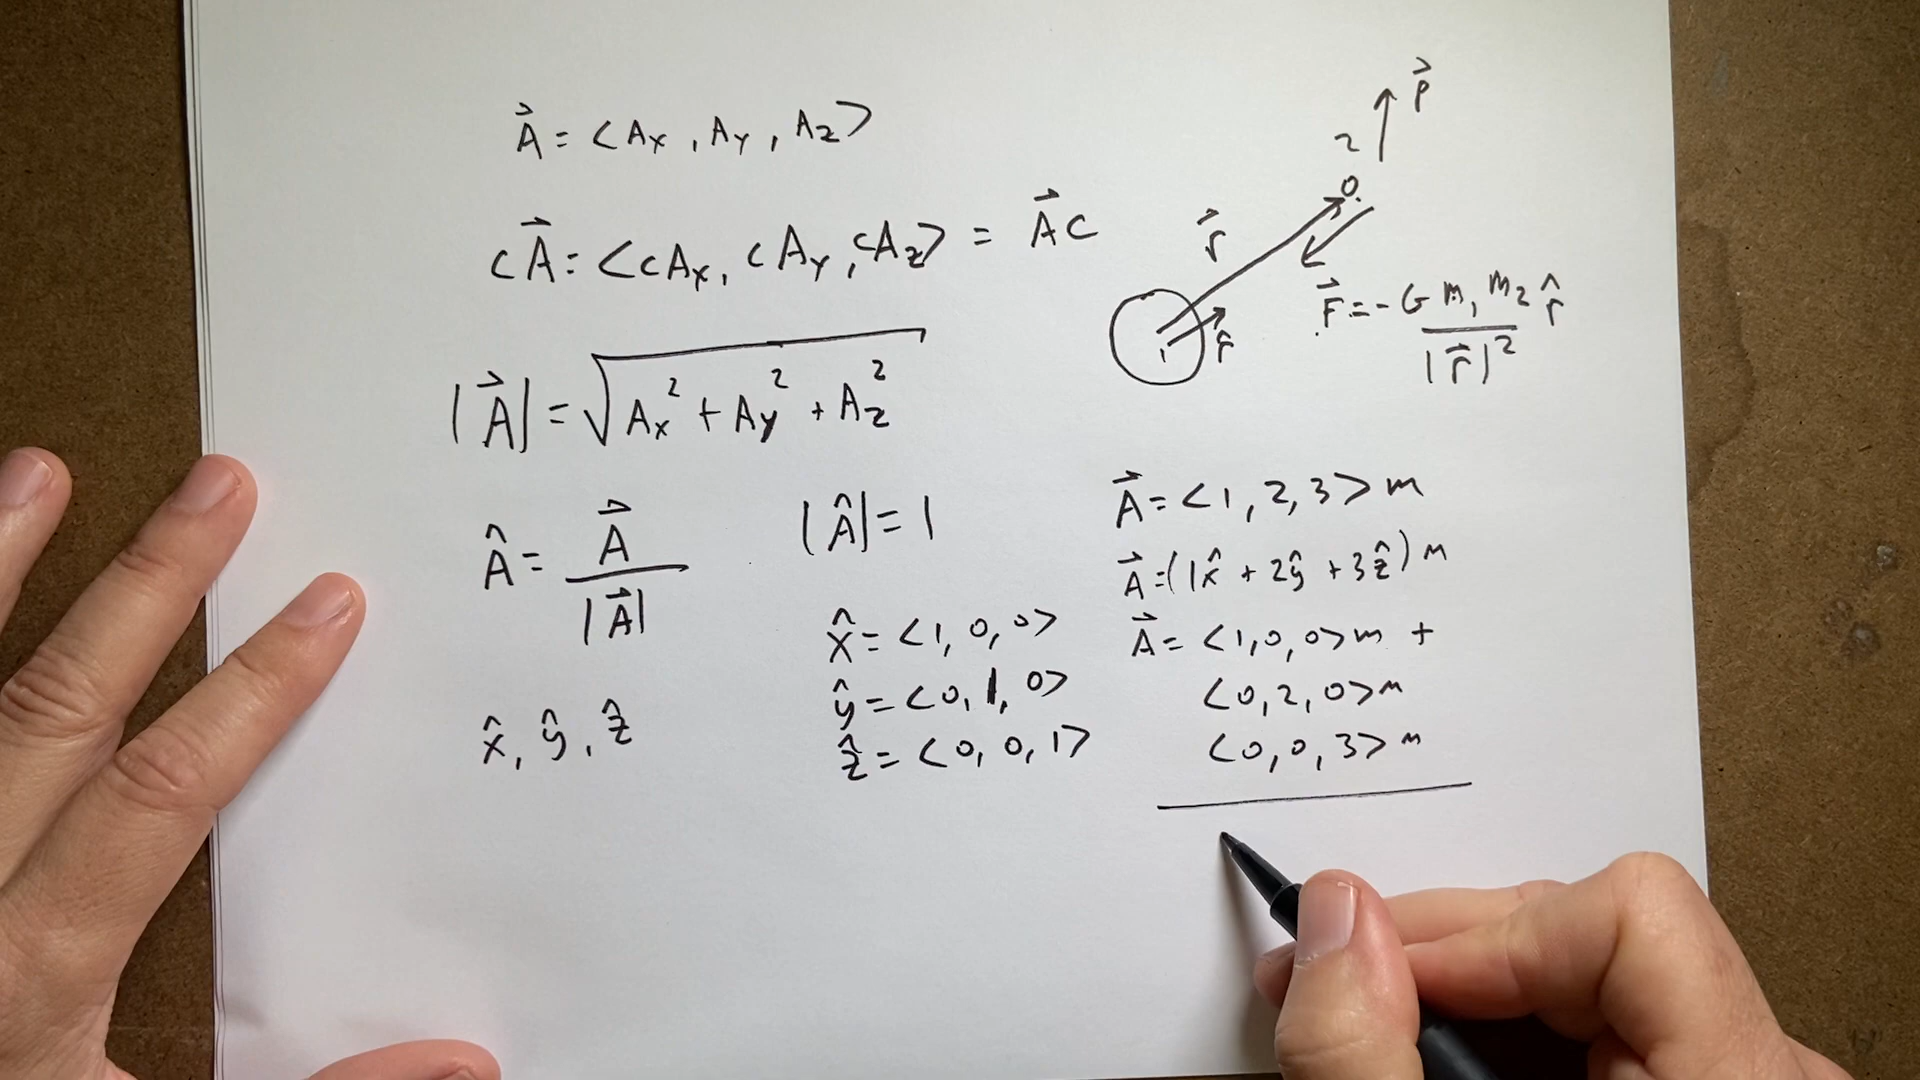 A⃗ = <Ax, Ay, Az>
cA⃗ = <cAx, cAy, cAz> = A⃗c
|A⃗| = √(Ax² + Ay² + Az²)
Â = A⃗ / |A⃗|
x̂, ŷ, ẑ
|Â| = 1
x̂ = <1, 0, 0>
ŷ = <0, 1, 0>
ẑ = <0, 0, 1>
p⃗
2
r⃗
1
r̂
F⃗ = -G m₁ m₂ r̂ / |r⃗|²
A⃗ = <1, 2, 3> m
A⃗ = (1x̂ + 2ŷ + 3ẑ) m
A⃗ = <1, 0, 0> m +
<0, 2, 0> m
<0, 0, 3> m